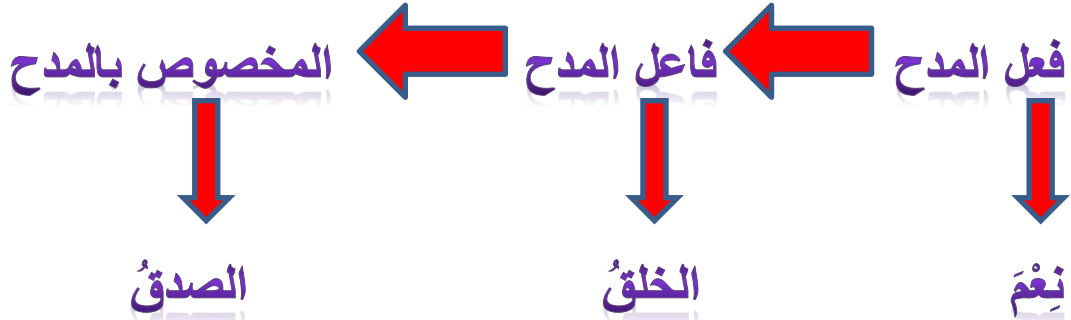 فعل المدح فاعل المدح المخصوص بالمدح
نِعْمَ الخلقُ الصدقُ